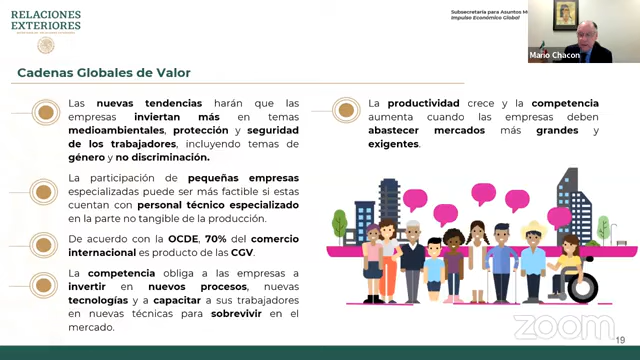 RELACIONES
EXTERIORES
Subsecretaría para Asuntos M
Impulso Económico Global
Mario Chacon
Cadenas Globales de Valor
Las nuevas tendencias harán que las
empresas inviertan más en temas
medioambientales, protección y seguridad
de los trabajadores, incluyendo temas de
género y no discriminación.
La participación de pequeñas empresas
especializadas puede ser más factible si estas
cuentan con personal técnico especializado
en la parte no tangible de la producción.
De acuerdo con la OCDE, 70% del comercio
internacional es producto de las CGV.
La competencia obliga a las empresas a
invertir en nuevos procesos, nuevas
tecnologías y a capacitar a sus trabajadores
en nuevas técnicas para sobrevivir en el
mercado.
La productividad crece y la competencia
aumenta cuando las empresas deben
abastecer mercados más grandes y
exigentes.
zoom
19